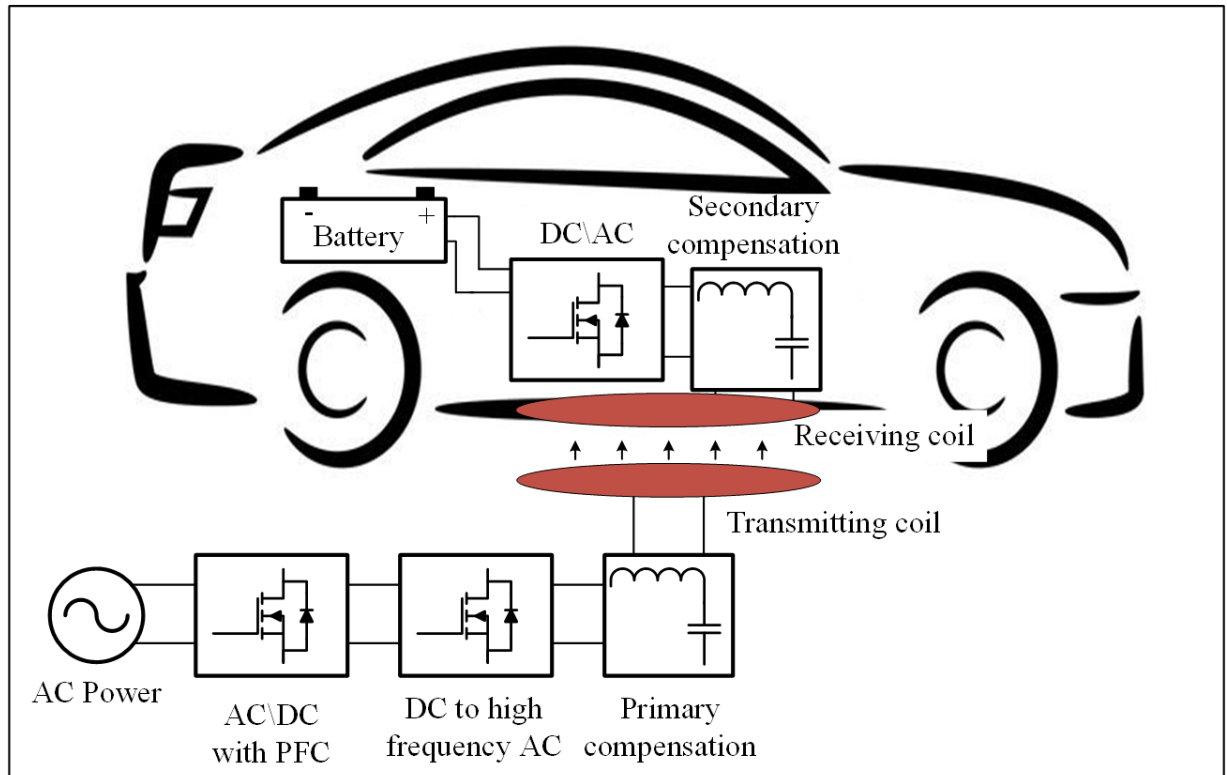 Secondary
compensation
DC\AC
- +
Battery
Receiving coil
Transmitting coil
AC Power
AC\DC
with PFC
DC to high
frequency AC
Primary
compensation